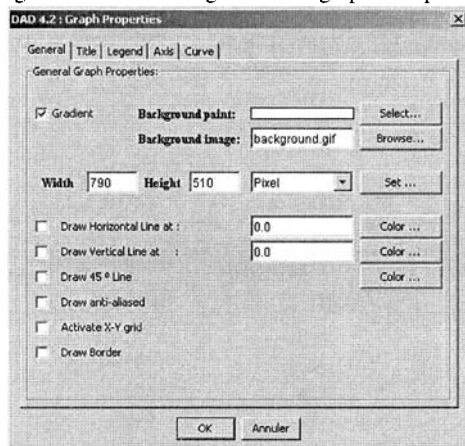 DAD 4.2 : Graph Properties
General Title Legend Axis Curve
General Graph Properties:
Gradient Background paint: Select...
Background image: background.gif Browse...
Width 790 Height 510 Pixel Set ...
Draw Horizontal Line at : 0.0 Color ...
Draw Vertical Line at : 0.0 Color ...
Draw 45 º Line Color ...
Draw anti-aliased
Activate X-Y grid
Draw Border
OK Annuler